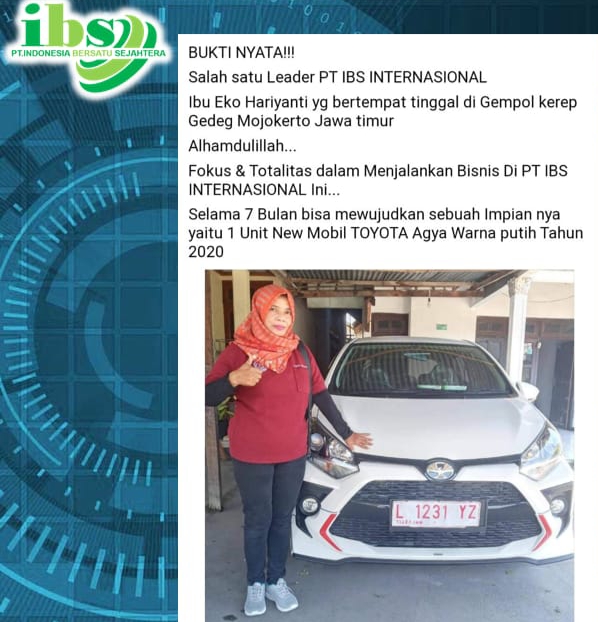 ibs
PT.INDONESIA BERSATU SEJAHTERA
BUKTI NYATA!!!
Salah satu Leader PT IBS INTERNASIONAL
Ibu Eko Hariyanti yg bertempat tinggal di Gempol kerep
Gedeg Mojokerto Jawa timur
Alhamdulillah...
Fokus & Totalitas dalam Menjalankan Bisnis Di PT IBS
INTERNASIONAL Ini...
Selama 7 Bulan bisa mewujudkan sebuah Impian nya
yaitu 1 Unit New Mobil TOYOTA Agya Warna putih Tahun
2020
L 1231 YZ